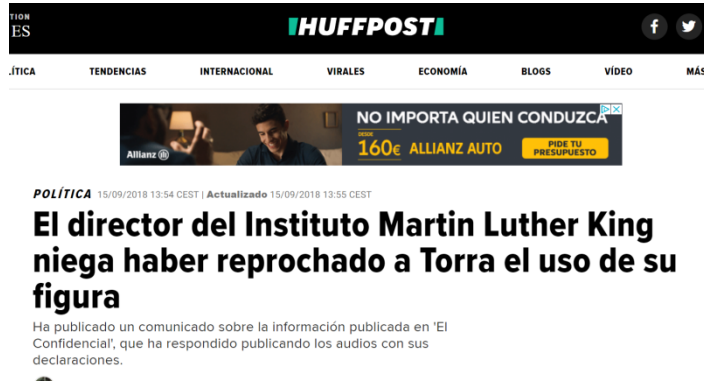 TION
ES
HUFFPOST
LÍTICA TENDENCIAS INTERNACIONAL VIRALES ECONOMÍA BLOGS VÍDEO MÁS
Allianz
NO IMPORTA QUIEN CONDUZCA
DESDE
160€ ALLIANZ AUTO
PIDE TU
PRESUPUESTO
POLÍTICA 15/09/2018 13:54 CEST | Actualizado 15/09/2018 13:55 CEST
El director del Instituto Martin Luther King
niega haber reprochado a Torra el uso de su
figura
Ha publicado un comunicado sobre la información publicada en 'El
Confidencial', que ha respondido publicando los audios con sus
declaraciones.